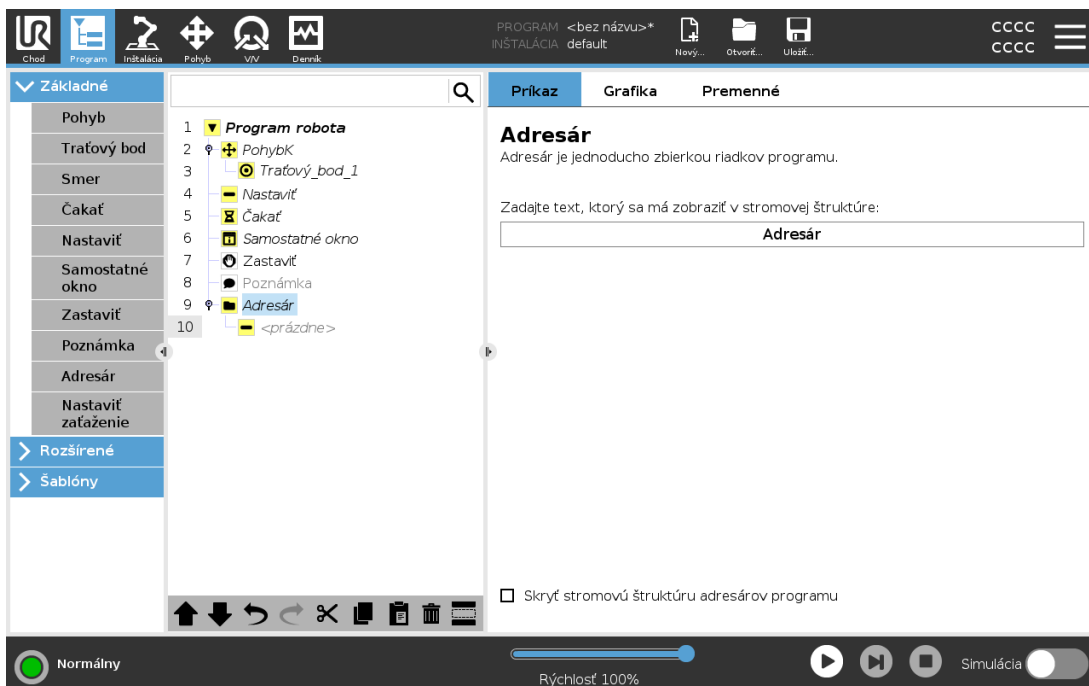 PROGRAM <bez názvu>*
INŠTALÁCIA default
Chod
Program
Inštalácia
Pohyb
V/V
Denník
Nový...
Otvoriť...
Uložiť...
CCCC
CCCC
Základné
Pohyb
Traťový bod
Smer
Čakať
Nastaviť
Samostatné
okno
Zastaviť
Poznámka
Adresár
Nastaviť
zaťaženie
Rozšírené
Šablóny
1 Program robota
2 PohybK
3 Traťový_bod_1
4 Nastaviť
5 Čakať
6 Samostatné okno
7 Zastaviť
8 Poznámka
9 Adresár
10 <prázdne>
Príkaz Grafika Premenné
Adresár
Adresár je jednoducho zbierkou riadkov programu.
Zadajte text, ktorý sa má zobraziť v stromovej štruktúre:
Adresár
Skryť stromovú štruktúru adresárov programu
Normálny
Rýchlosť 100%
Simulácia